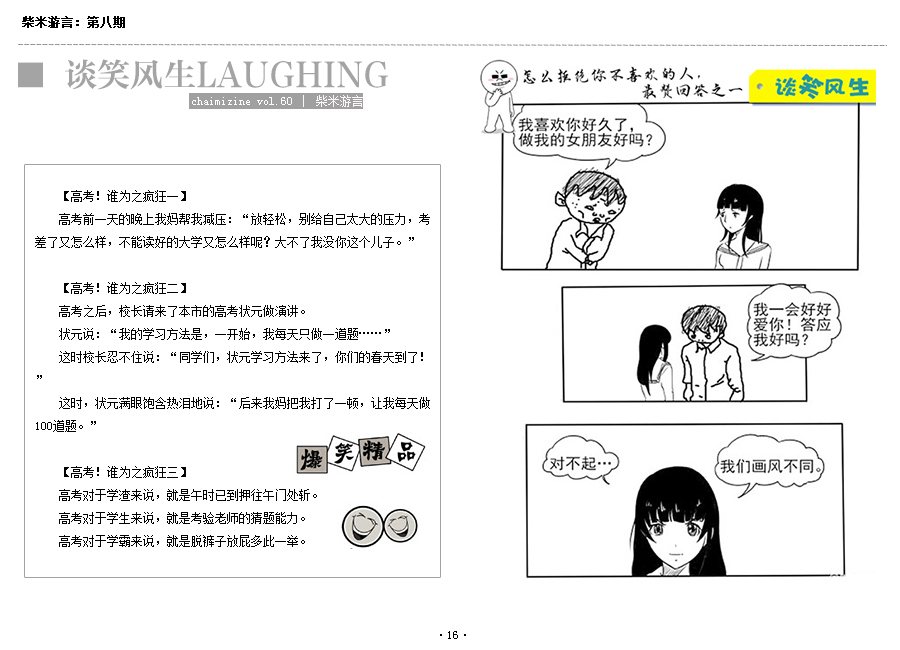 柴米游言：第八期
谈笑风生LAUGHING
chaimizine vol.60 | 柴米游言
【高考！谁为之疯狂一】
高考前一天的晚上我妈帮我减压：“放轻松，别给自己太大的压力，考
差了又怎么样，不能读好的大学又怎么样呢？大不了我没你这个儿子。”
【高考！谁为之疯狂二】
高考之后，校长请来了本市的高考状元做演讲。
状元说：“我的学习方法是，一开始，我每天只做一道题……”
这时校长忍不住说：“同学们，状元学习方法来了，你们的春天到了！
”
这时，状元满眼饱含热泪地说：“后来我妈把我打了一顿，让我每天做
100道题。”
爆笑精品
【高考！谁为之疯狂三】
高考对于学渣来说，就是午时已到押往午门处斩。
高考对于学生来说，就是考验老师的猜题能力。
高考对于学霸来说，就是脱裤子放屁多此一举。
怎么拒绝你不喜欢的人，
最赞回答之一
谈笑风生
我喜欢你好久了，
做我的女朋友好吗？
我一会好好
爱你！答应
我好吗？
对不起…
我们画风不同。
· 16 ·